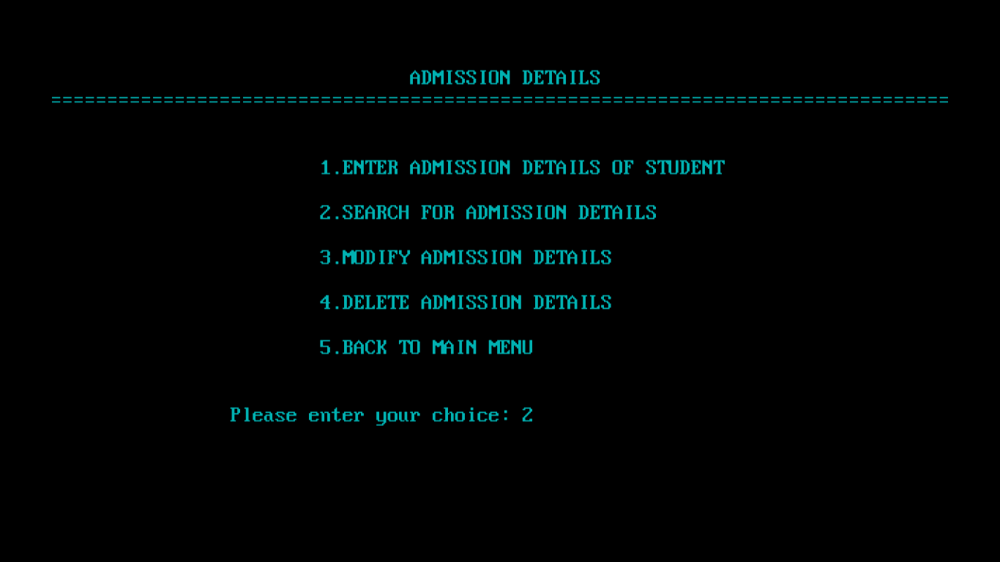 ADMISSION DETAILS
================================================================================
1.ENTER ADMISSION DETAILS OF STUDENT
2.SEARCH FOR ADMISSION DETAILS
3.MODIFY ADMISSION DETAILS
4.DELETE ADMISSION DETAILS
5.BACK TO MAIN MENU
Please enter your choice: 2